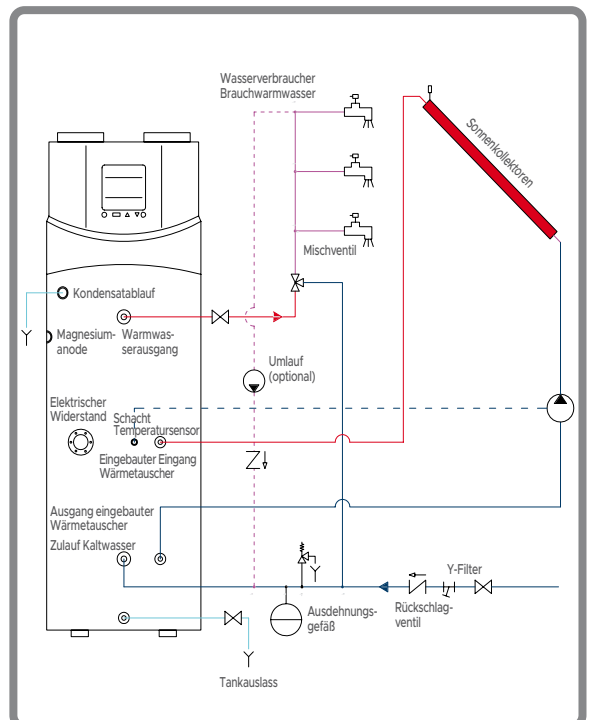 Wasserverbraucher
Brauchwarmwasser
Sonnenkollektoren
Mischventil
Kondensatablauf
Magnesium-
anode
Warmwas-
serausgang
Umlauf
(optional)
Elektrischer
Widerstand
Schacht
Temperatursensor
Eingebauter Eingang
Wärmetauscher
Ausgang eingebauter
Wärmetauscher
Zulauf Kaltwasser
Y-Filter
Ausdehnungs-
gefäß
Rückschlag-
ventil
Tankauslass